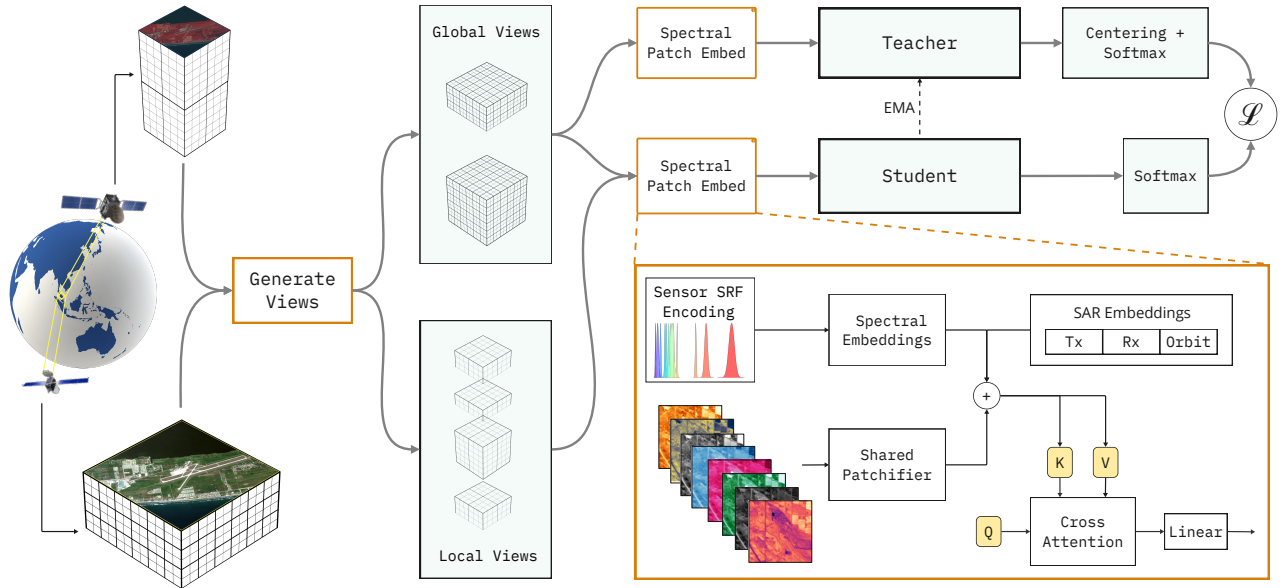 Global Views
Generate
Views
Local Views
Spectral
Patch Embed
Teacher
Centering +
Softmax
EMA
ℒ
Spectral
Patch Embed
Student
Softmax
Sensor SRF
Encoding
Spectral
Embeddings
SAR Embeddings
Tx Rx Orbit
+
Shared
Patchifier
K V
Q
Cross
Attention
Linear